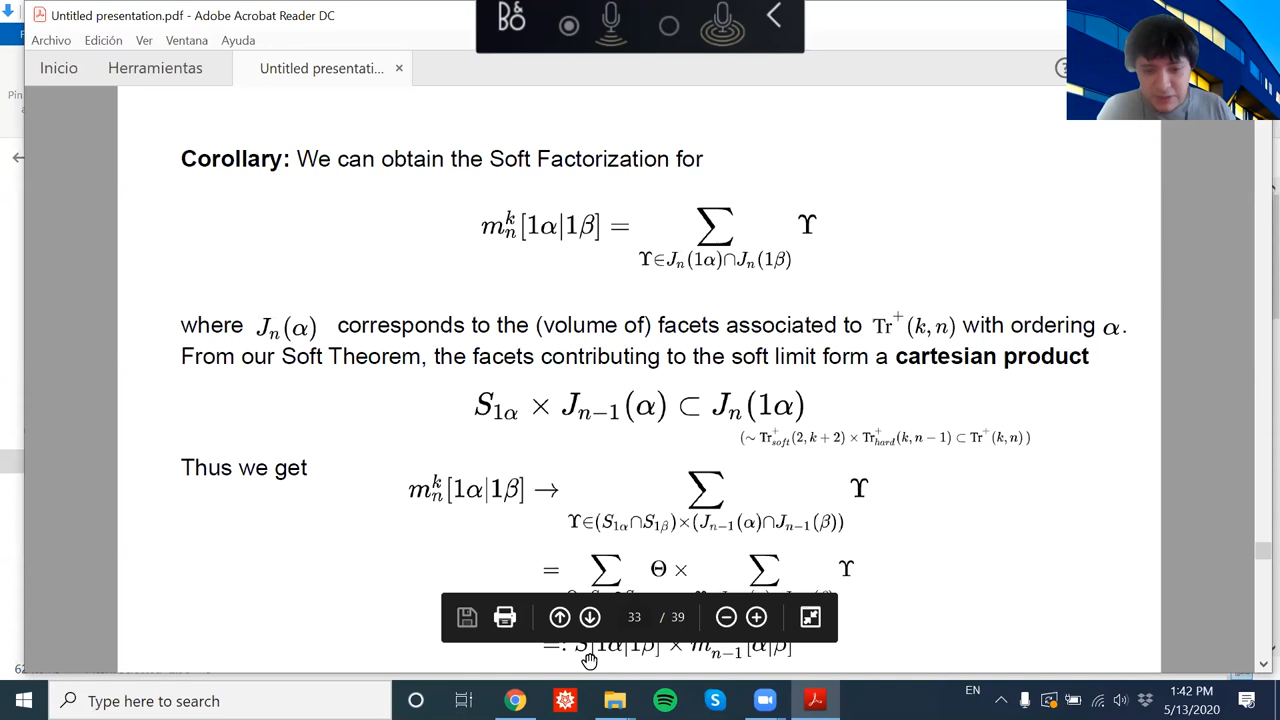 Untitled presentation.pdf - Adobe Acrobat Reader DC
B&O
Archivo Edición Ver Ventana Ayuda
Inicio Herramientas Untitled presentati... ×
Pin
Corollary: We can obtain the Soft Factorization for
m_n^k[1α|1β] = ∑_{ϒ∈J_n(1α)∩J_n(1β)} ϒ
where J_n(α) corresponds to the (volume of) facets associated to Tr^+(k, n) with ordering α.
From our Soft Theorem, the facets contributing to the soft limit form a cartesian product
S_{1α} × J_{n−1}(α) ⊂ J_n(1α)
(∼ Tr^+_{soft}(2, k+2) × Tr^+_{hard}(k, n−1) ⊂ Tr^+(k, n))
Thus we get
m_n^k[1α|1β] → ∑_{ϒ∈(S_{1α}∩S_{1β})×(J_{n−1}(α)∩J_{n−1}(β))} ϒ
= ∑ Θ × ∑ ϒ
33 / 39
=: S[1α|1β] × m_{n−1}[α|β]
Type here to search
EN
1:42 PM
5/13/2020